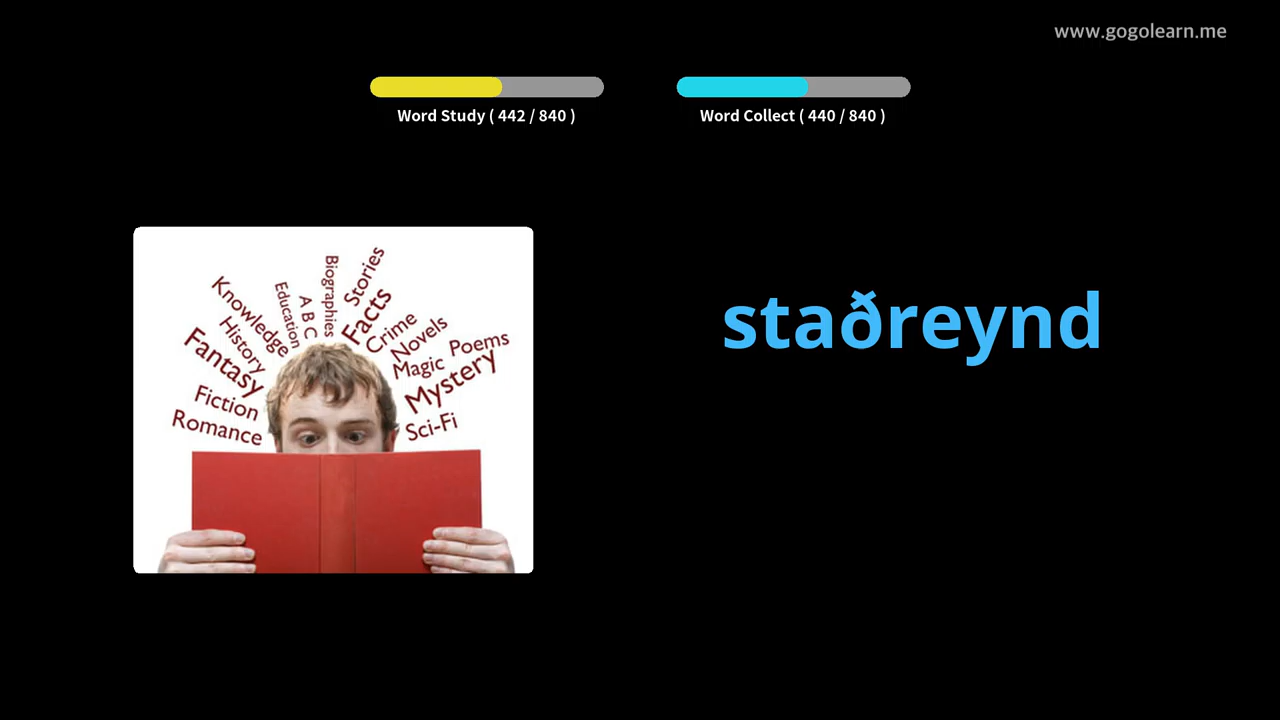 www.gogolearn.me
Word Study ( 442 / 840 )
Word Collect ( 440 / 840 )
Knowledge
Education
A B C
Biographies
Stories
Facts
Crime
Novels
Poems
History
Fantasy
Magic
Mystery
Fiction
Romance
Sci-Fi
staðreynd